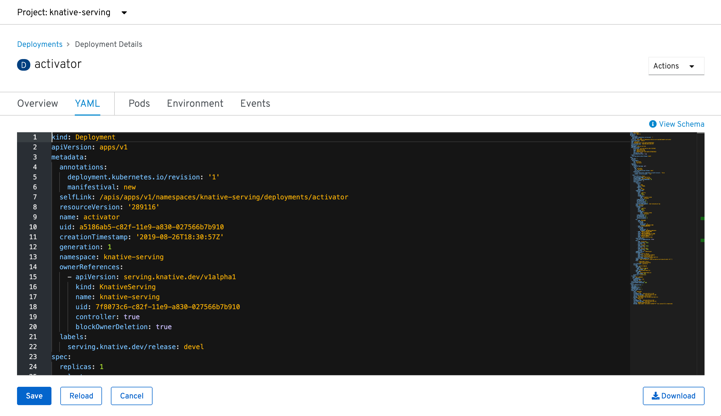 Project: knative-serving
Deployments > Deployment Details
D activator
Actions
Overview YAML Pods Environment Events
View Schema
1 kind: Deployment
2 apiVersion: apps/v1
3 metadata:
4 annotations:
5 deployment.kubernetes.io/revision: '1'
6 manifestival: new
7 selfLink: /apis/apps/v1/namespaces/knative-serving/deployments/activator
8 resourceVersion: '289116'
9 name: activator
10 uid: a5186ab5-c82f-11e9-a830-027566b7b910
11 creationTimestamp: '2019-08-26T18:30:57Z'
12 generation: 1
13 namespace: knative-serving
14 ownerReferences:
15 - apiVersion: serving.knative.dev/v1alpha1
16 kind: KnativeServing
17 name: knative-serving
18 uid: 7f8073c6-c82f-11e9-a830-027566b7b910
19 controller: true
20 blockOwnerDeletion: true
21 labels:
22 serving.knative.dev/release: devel
23 spec:
24 replicas: 1
Save Reload Cancel Download